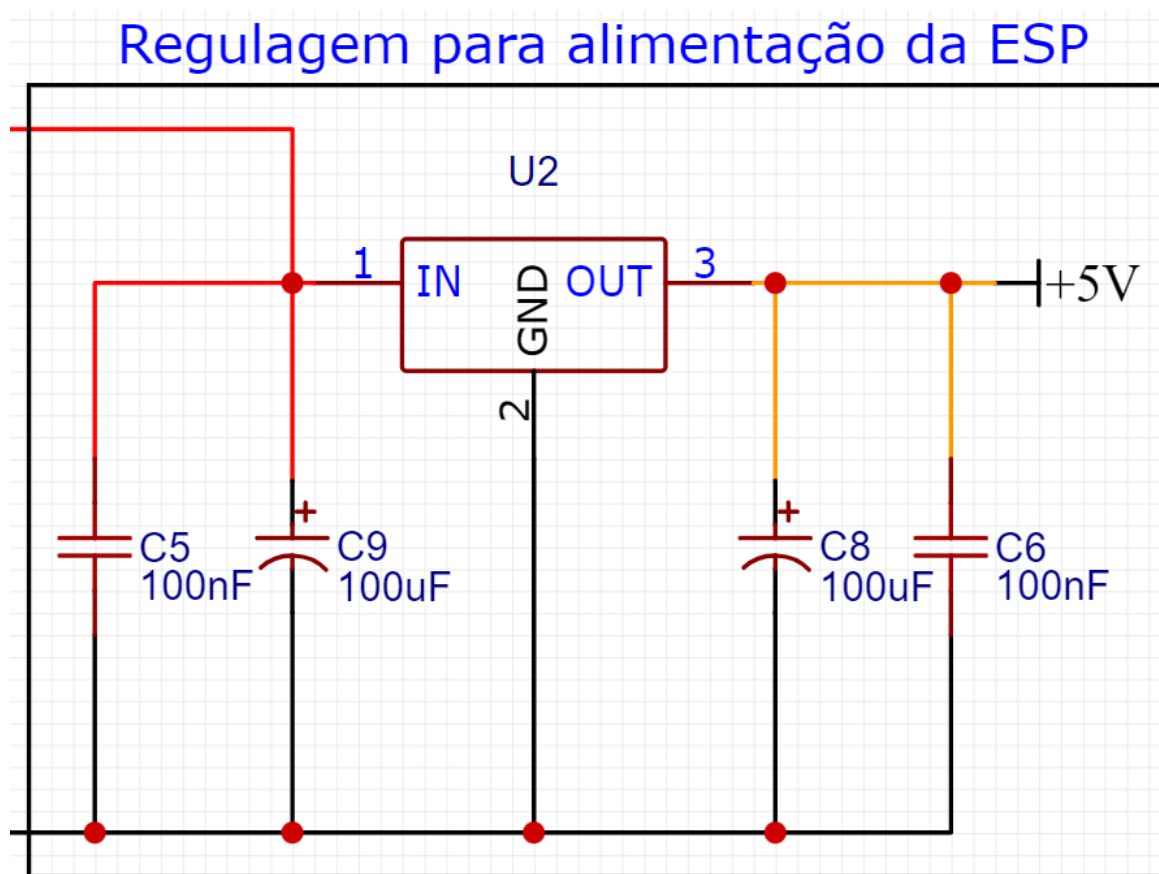 Regulagem para alimentação da ESP
U2
1
IN
GND
OUT
3
+5V
2
+
C5
100nF
+
C9
100uF
+
C8
100uF
C6
100nF